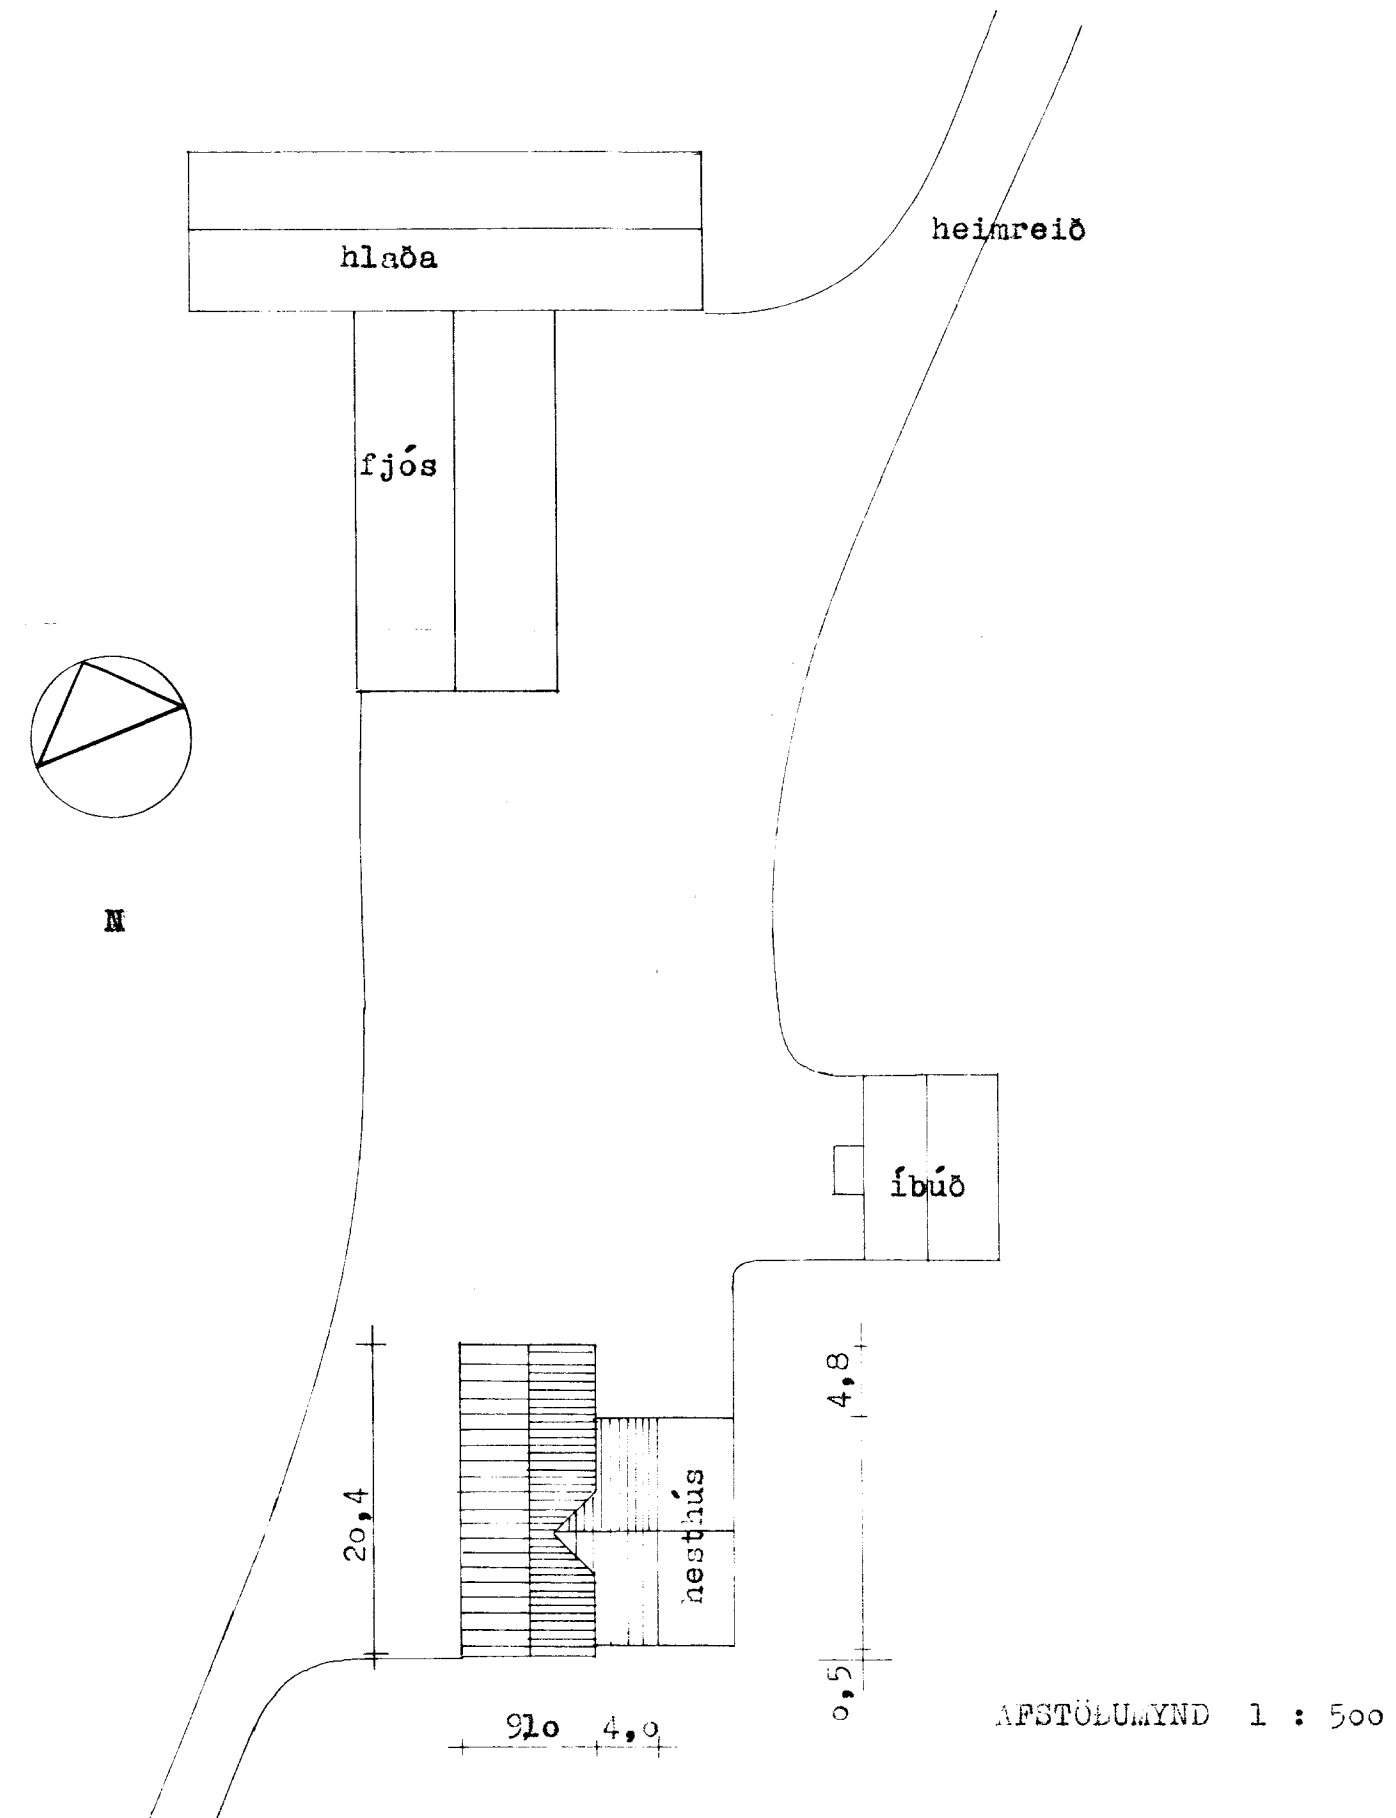 heimreið
hlaða
fjós
N
íbúð
4,8
20,4
hesthús
0,5
9,0 4,0
AFSTÖÐUMYND 1 : 500